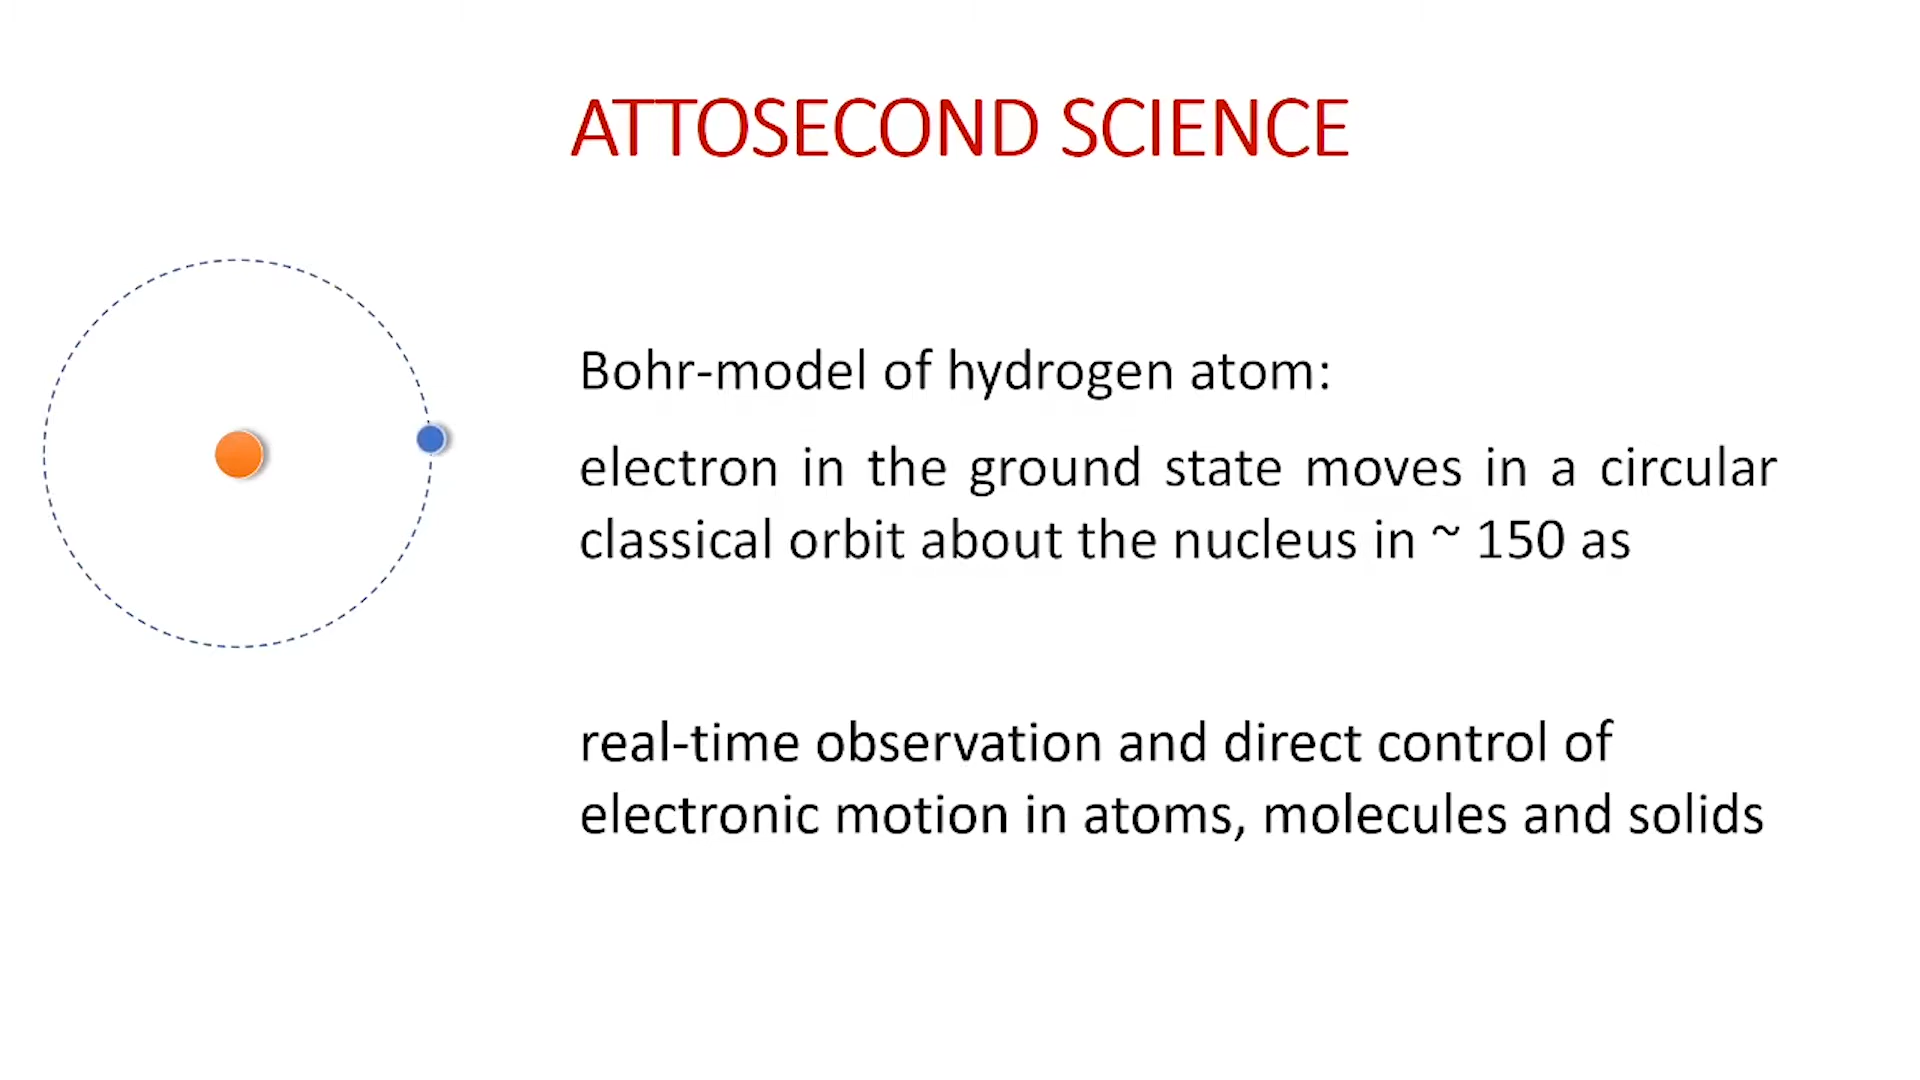 ATTOSECOND SCIENCE
Bohr-model of hydrogen atom:
electron in the ground state moves in a circular
classical orbit about the nucleus in ~ 150 as
real-time observation and direct control of
electronic motion in atoms, molecules and solids